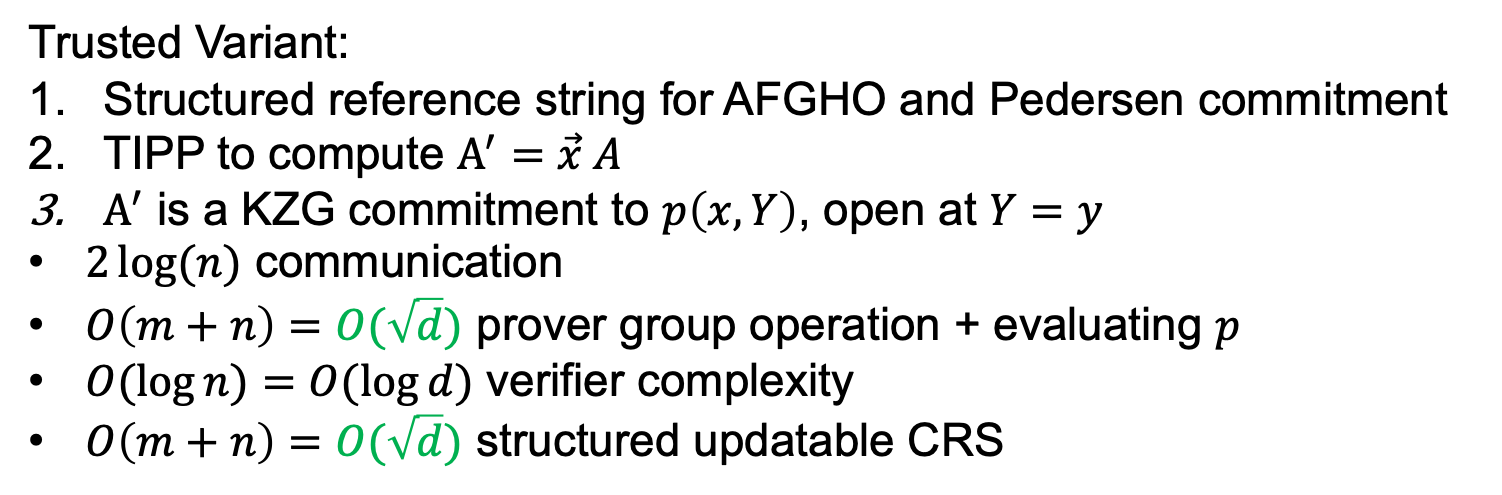 Trusted Variant:
1. Structured reference string for AFGHO and Pedersen commitment
2. TIPP to compute A′ = x⃗ A
3. A′ is a KZG commitment to p(x, Y), open at Y = y
• 2 log(n) communication
• O(m + n) = O(√d) prover group operation + evaluating p
• O(log n) = O(log d) verifier complexity
• O(m + n) = O(√d) structured updatable CRS